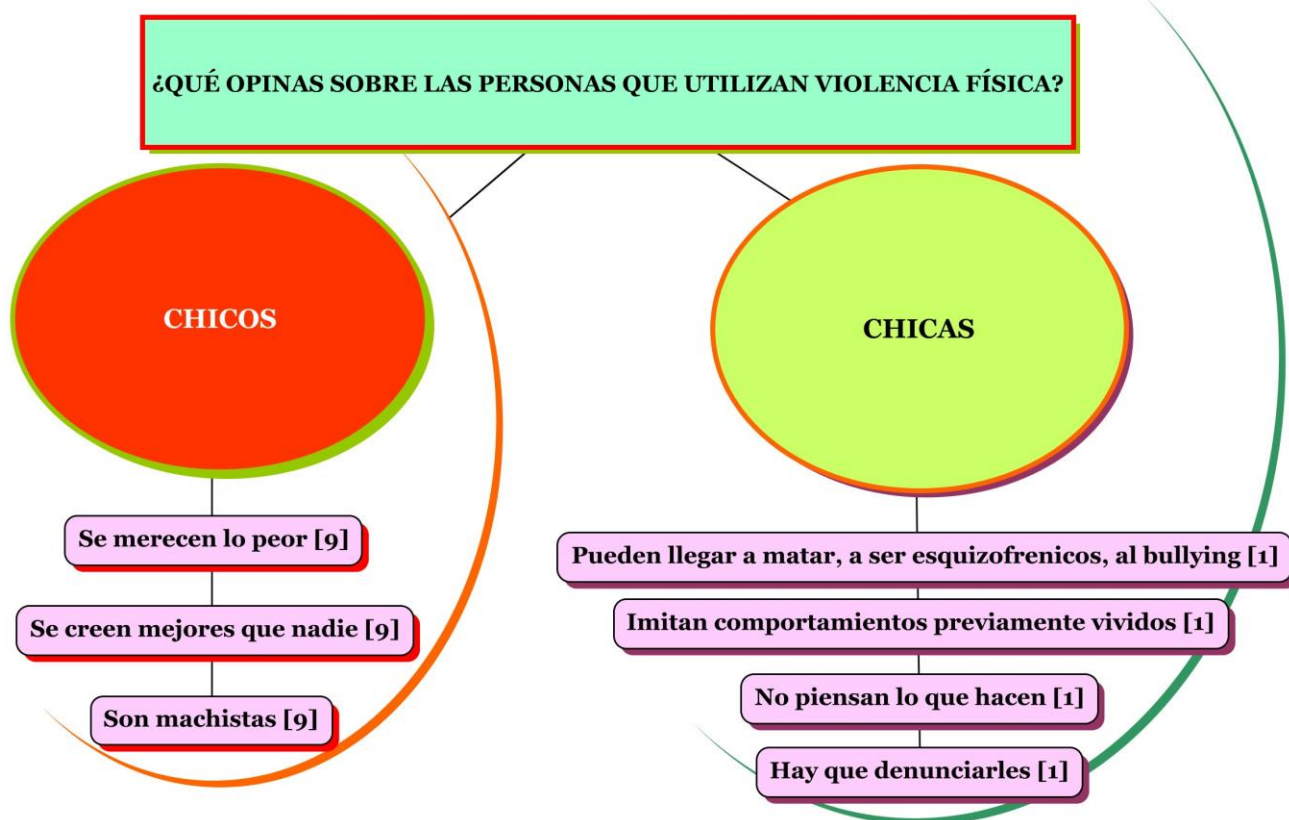 ¿QUÉ OPINAS SOBRE LAS PERSONAS QUE UTILIZAN VIOLENCIA FÍSICA?
CHICOS
Se merecen lo peor [9]
Se creen mejores que nadie [9]
Son machistas [9]
CHICAS
Pueden llegar a matar, a ser esquizofrenicos, al bullying [1]
Imitan comportamientos previamente vividos [1]
No piensan lo que hacen [1]
Hay que denunciarles [1]